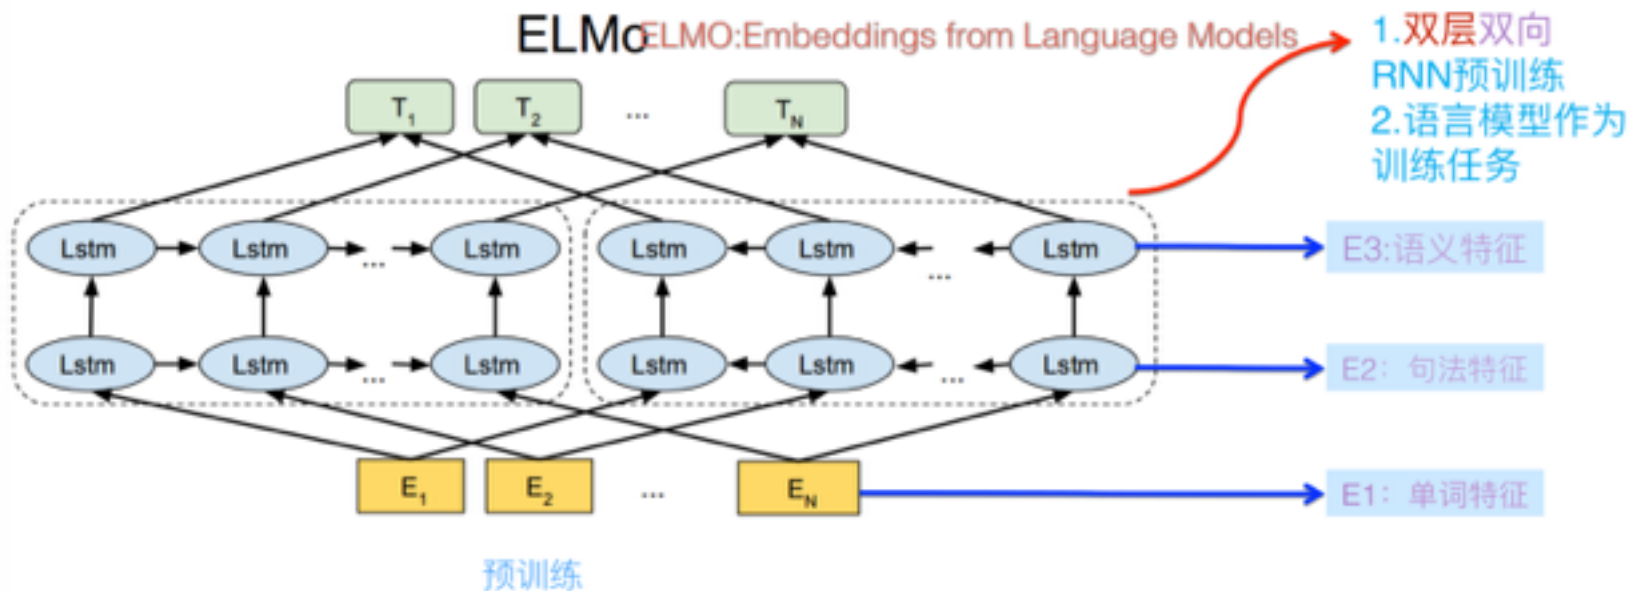 ELMo
ELMO:Embeddings from Language Models
1.双层双向
RNN预训练
2.语言模型作为
训练任务
T1 T2 ... TN
Lstm Lstm ... Lstm Lstm Lstm ... Lstm
E3:语义特征
Lstm Lstm ... Lstm Lstm Lstm ... Lstm
E2：句法特征
E1 E2 ... EN
E1：单词特征
预训练